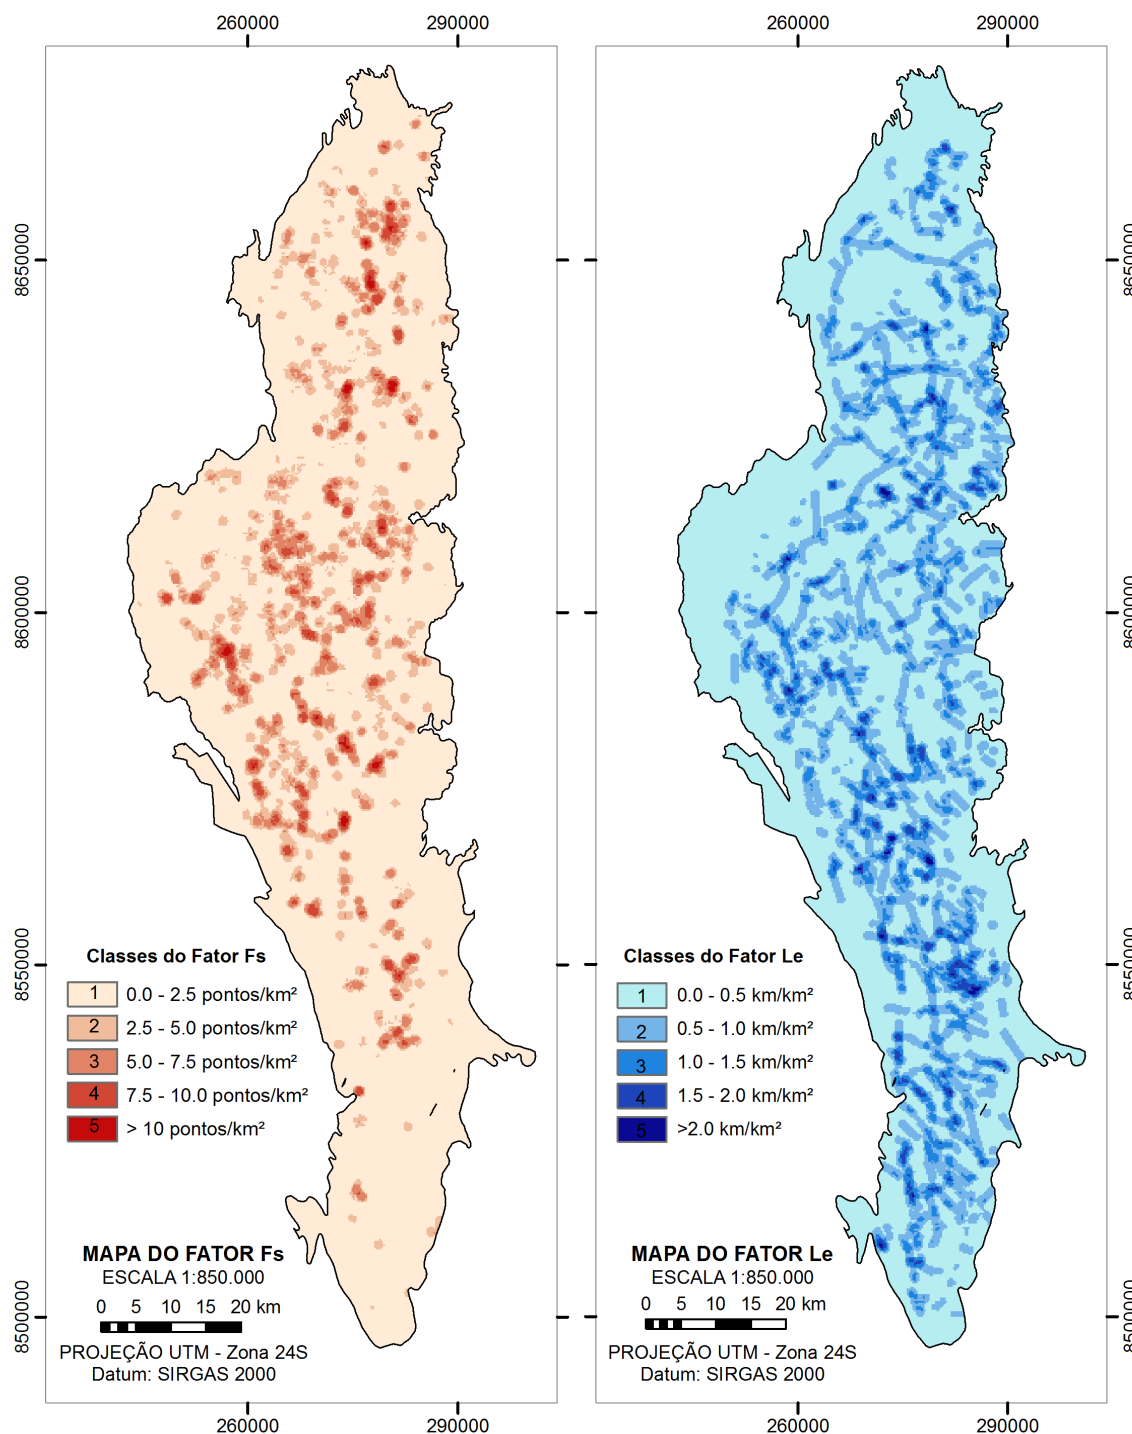 260000 290000 260000 290000
8650000 8650000
8600000 8600000
8550000 8550000
8500000 8500000
Classes do Fator Fs
1 0.0 - 2.5 pontos/km²
2 2.5 - 5.0 pontos/km²
3 5.0 - 7.5 pontos/km²
4 7.5 - 10.0 pontos/km²
5 > 10 pontos/km²
MAPA DO FATOR Fs
ESCALA 1:850.000
0 5 10 15 20 km
PROJEÇÃO UTM - Zona 24S
Datum: SIRGAS 2000
Classes do Fator Le
1 0.0 - 0.5 km/km²
2 0.5 - 1.0 km/km²
3 1.0 - 1.5 km/km²
4 1.5 - 2.0 km/km²
5 >2.0 km/km²
MAPA DO FATOR Le
ESCALA 1:850.000
0 5 10 15 20 km
PROJEÇÃO UTM - Zona 24S
Datum: SIRGAS 2000
260000 290000 260000 290000